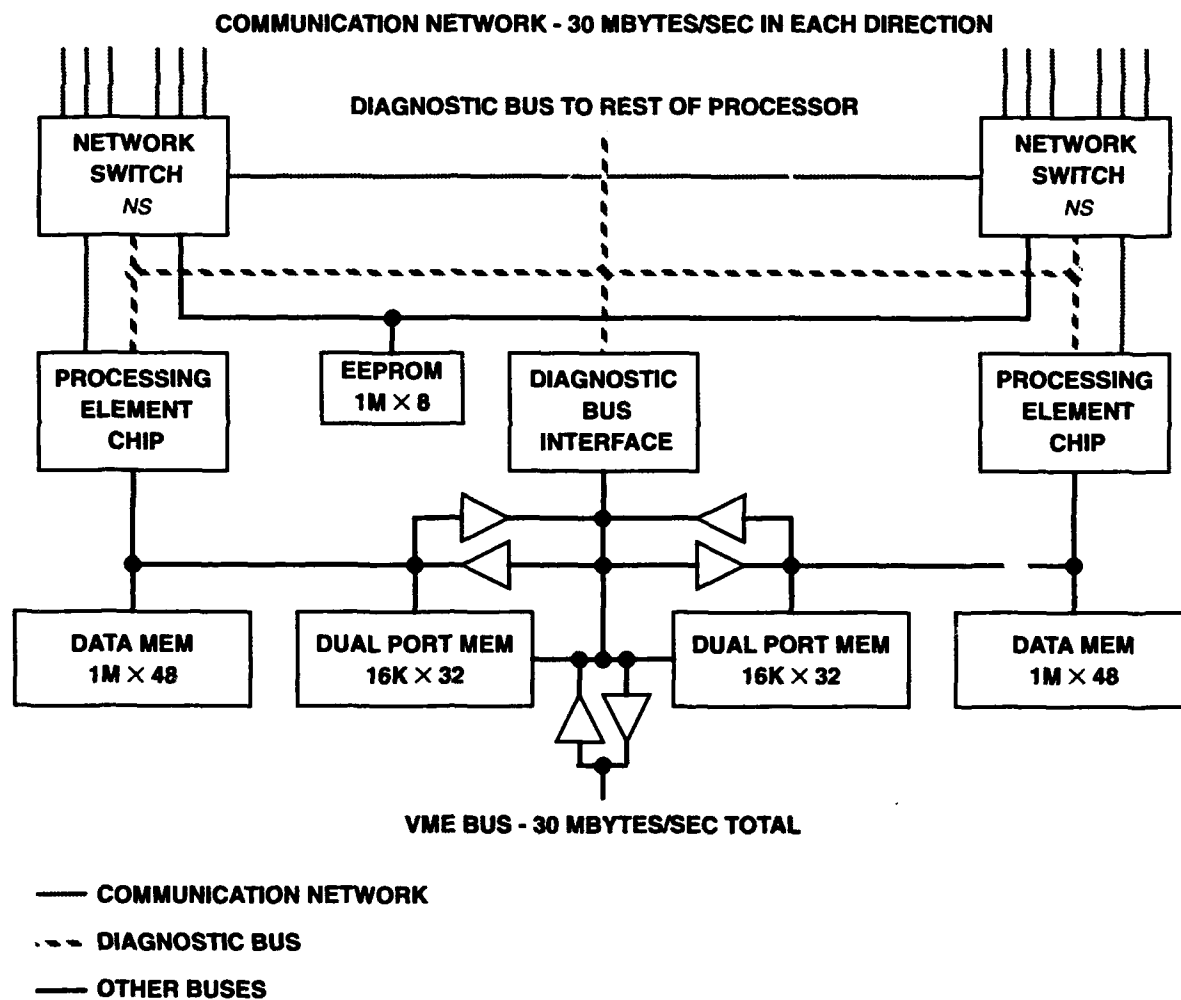 COMMUNICATION NETWORK - 30 MBYTES/SEC IN EACH DIRECTION
DIAGNOSTIC BUS TO REST OF PROCESSOR
NETWORK
SWITCH
NS
NETWORK
SWITCH
NS
PROCESSING
ELEMENT
CHIP
EEPROM
1M × 8
DIAGNOSTIC
BUS
INTERFACE
PROCESSING
ELEMENT
CHIP
DATA MEM
1M × 48
DUAL PORT MEM
16K × 32
DUAL PORT MEM
16K × 32
DATA MEM
1M × 48
VME BUS - 30 MBYTES/SEC TOTAL
COMMUNICATION NETWORK
DIAGNOSTIC BUS
OTHER BUSES